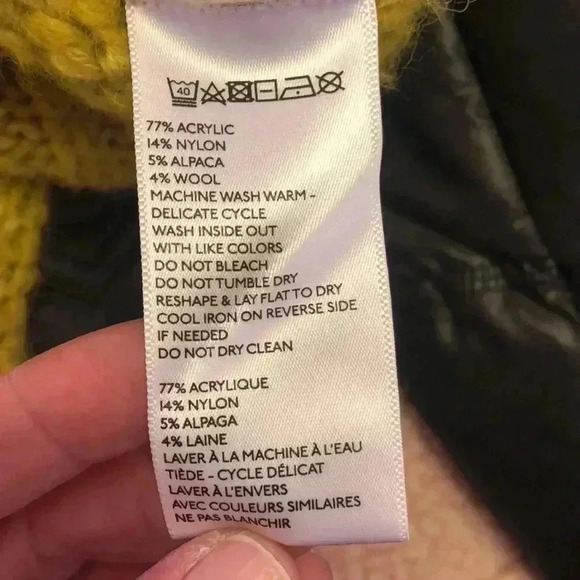 40
77% ACRYLIC
14% NYLON
5% ALPACA
4% WOOL
MACHINE WASH WARM -
DELICATE CYCLE
WASH INSIDE OUT
WITH LIKE COLORS
DO NOT BLEACH
DO NOT TUMBLE DRY
RESHAPE & LAY FLAT TO DRY
COOL IRON ON REVERSE SIDE
IF NEEDED
DO NOT DRY CLEAN
77% ACRYLIQUE
14% NYLON
5% ALPAGA
4% LAINE
LAVER À LA MACHINE À L'EAU
TIÈDE - CYCLE DÉLICAT
LAVER À L'ENVERS
AVEC COULEURS SIMILAIRES
NE PAS BLANCHIR